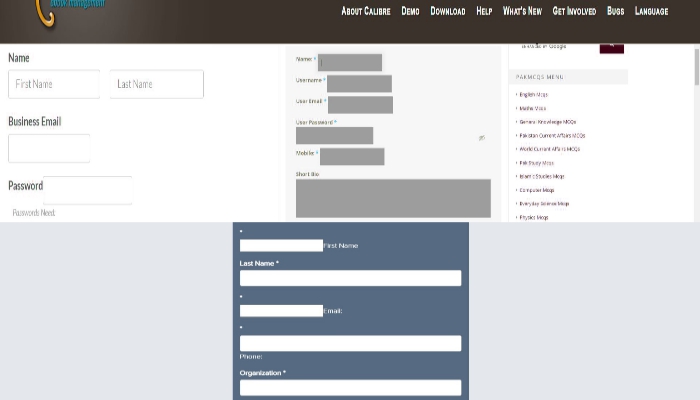 ebook management
About Calibre Demo Download Help What's New Get Involved Bugs Language
Name
First Name Last Name
Business Email
Password
Passwords Need:
Name: *
Username *
User Email *
User Password *
Mobile: *
Short Bio
Google
PAKMCQS MENU
English Mcqs
Maths Mcqs
General Knowledge MCQs
Pakistan Current Affairs MCQs
World Current Affairs MCQs
Pak Study Mcqs
Islamic Studies Mcqs
Computer Mcqs
Everyday Science Mcqs
Physics Mcqs
*
First Name
Last Name *
*
Email:
*
Phone:
Organization *